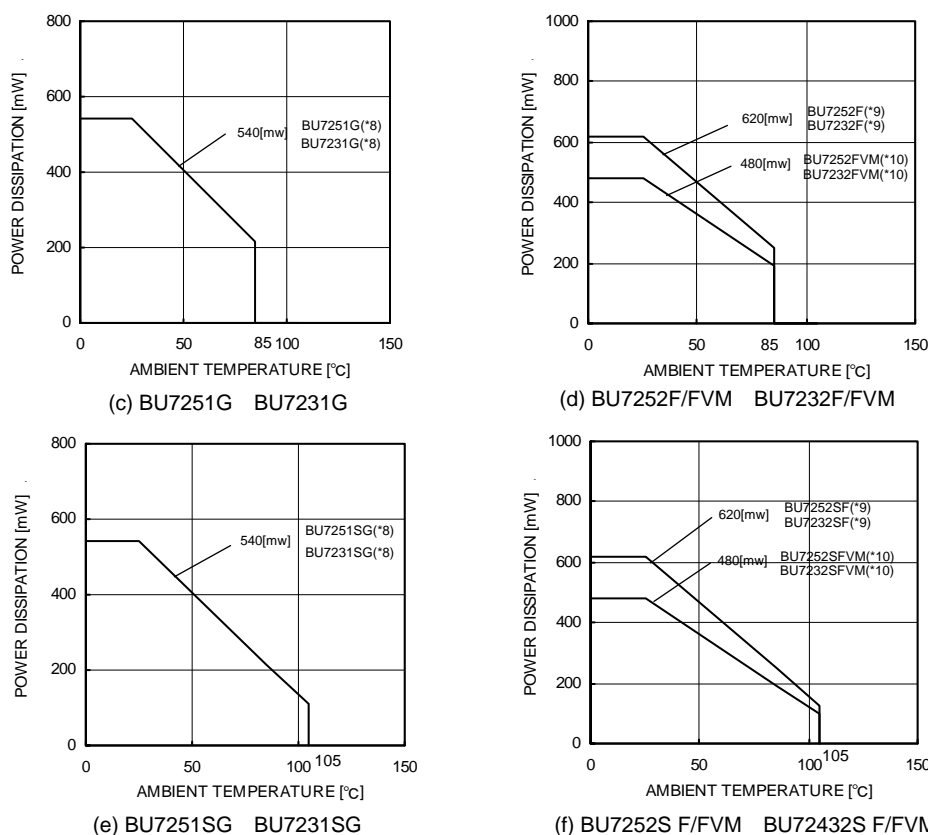 800
600
400
200
0
POWER DISSIPATION [mW]
540[mw]
BU7251G(*8)
BU7231G(*8)
0
50
85
100
150
AMBIENT TEMPERATURE [°C]
(c) BU7251G BU7231G
1000
800
600
400
200
0
POWER DISSIPATION [mW]
620[mw]
BU7252F(*9)
BU7232F(*9)
480[mw]
BU7252FVM(*10)
BU7232FVM(*10)
0
50
85
100
150
AMBIENT TEMPERATURE [°C]
(d) BU7252F/FVM BU7232F/FVM
800
600
400
200
0
POWER DISSIPATION [mW]
540[mw]
BU7251SG(*8)
BU7231SG(*8)
0
50
100
105
150
AMBIENT TEMPERATURE [°C]
(e) BU7251SG BU7231SG
1000
800
600
400
200
0
POWER DISSIPATION [mW]
620[mw]
BU7252SF(*9)
BU7232SF(*9)
480[mw]
BU7252SFVM(*10)
BU7232SFVM(*10)
0
50
100
105
150
AMBIENT TEMPERATURE [°C]
(f) BU7252S F/FVM BU72432S F/FVM